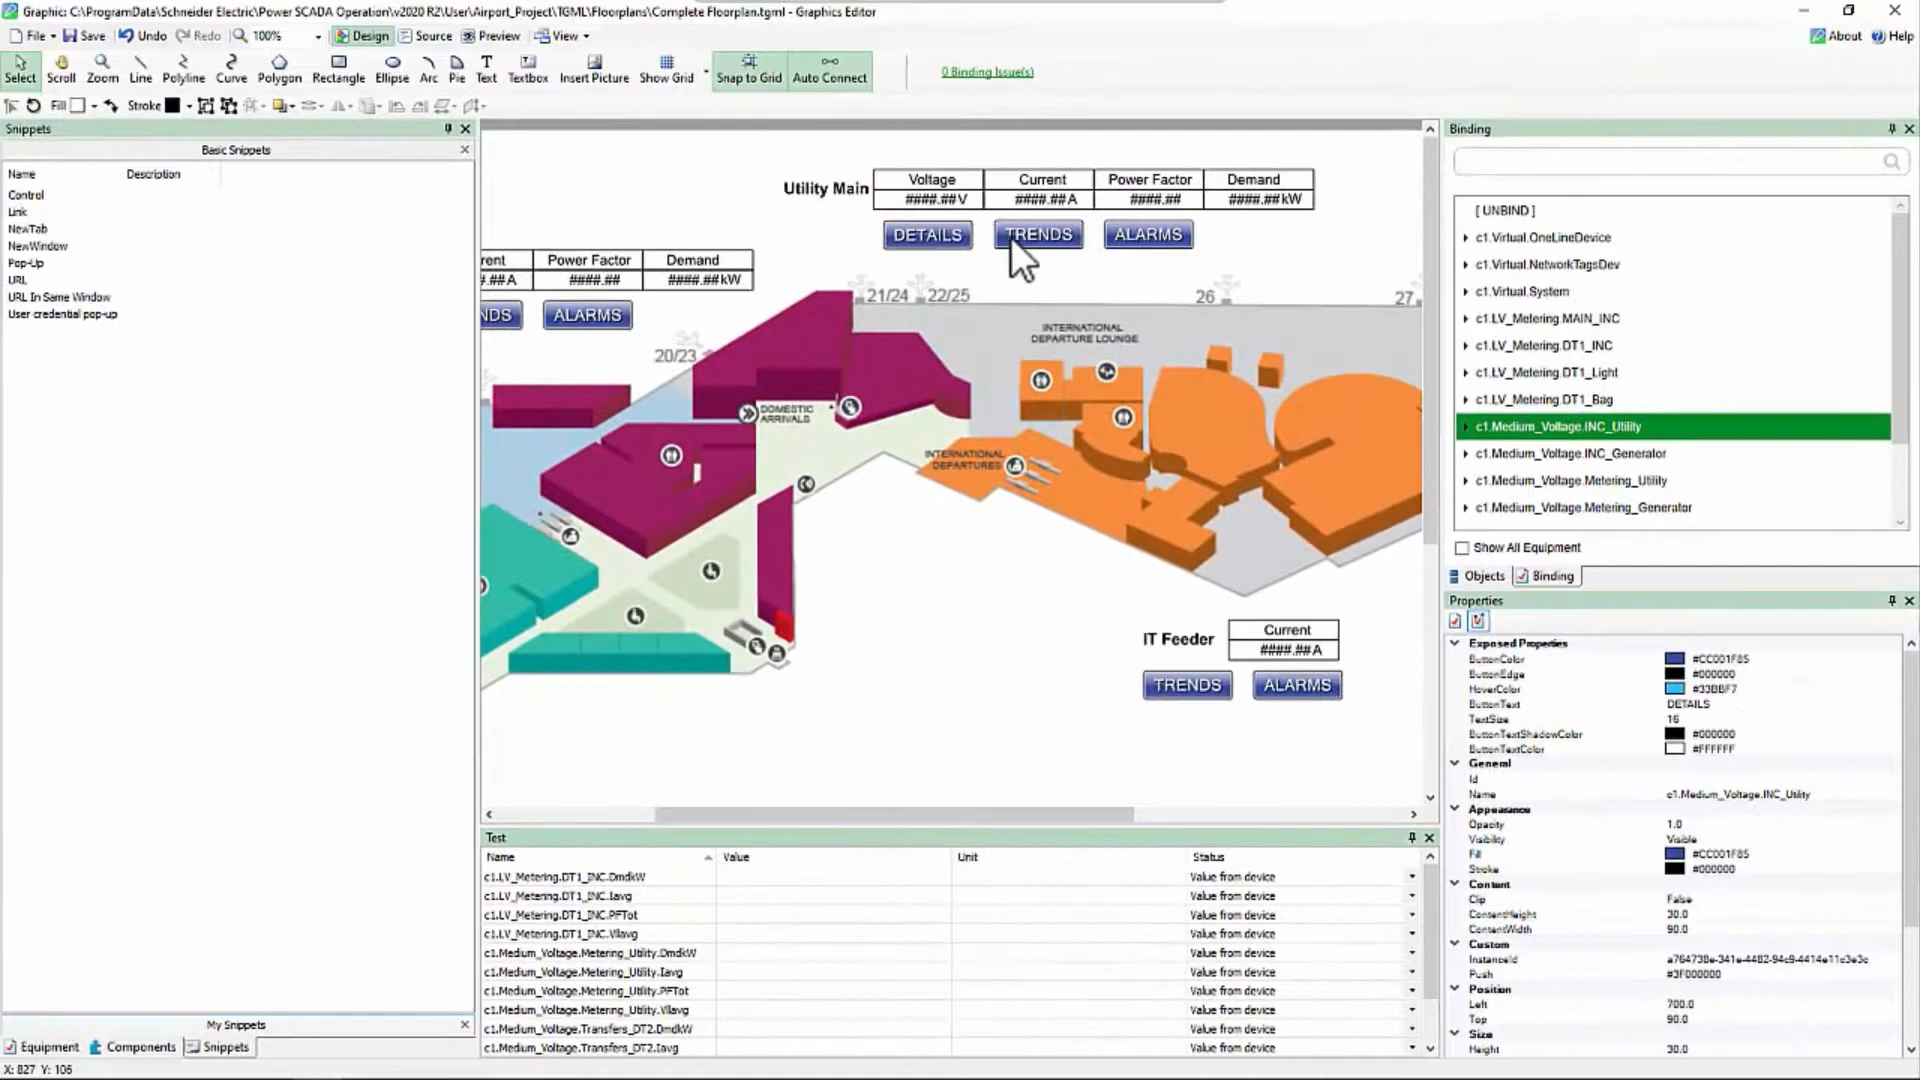 Graphic: C:\ProgramData\Schneider Electric\Power SCADA Operation\v2020 R2\User\Airport_Project\TGML\Floorplans\Complete Floorplan.tgml - Graphics Editor
File Save Undo Redo 100% Design Source Preview View About Help
Select Scroll Zoom Line Polyline Curve Polygon Rectangle Ellipse Arc Pie Text Textbox Insert Picture Show Grid Snap to Grid Auto Connect
0 Binding Issue(s)
Fill Stroke
Snippets
Basic Snippets
Name Description
Control
Link
NewTab
NewWindow
Pop-Up
URL
URL In Same Window
User credential pop-up
My Snippets
Equipment Components Snippets
X: 827 Y: 106
Utility Main
Voltage Current Power Factor Demand
####.##V ####.##A ####.## ####.##kW
DETAILS TRENDS ALARMS
rent Power Factor Demand
#.##A ####.## ####.##kW
NDS ALARMS
21/24 22/25 26 27
20/23
INTERNATIONAL
DEPARTURE LOUNGE
DOMESTIC
ARRIVALS
INTERNATIONAL
DEPARTURES
IT Feeder
Current
####.##A
TRENDS ALARMS
Test
Name Value Unit Status
c1.LV_Metering.DT1_INC.DmdkW Value from device
c1.LV_Metering.DT1_INC.Iavg Value from device
c1.LV_Metering.DT1_INC.PFTot Value from device
c1.LV_Metering.DT1_INC.Vllavg Value from device
c1.Medium_Voltage.Metering_Utility.DmdkW Value from device
c1.Medium_Voltage.Metering_Utility.Iavg Value from device
c1.Medium_Voltage.Metering_Utility.PFTot Value from device
c1.Medium_Voltage.Metering_Utility.Vllavg Value from device
c1.Medium_Voltage.Transfers_DT2.DmdkW Value from device
c1.Medium_Voltage.Transfers_DT2.Iavg Value from device
Binding
[ UNBIND ]
c1.Virtual.OneLineDevice
c1.Virtual.NetworkTagsDev
c1.Virtual.System
c1.LV_Metering.MAIN_INC
c1.LV_Metering.DT1_INC
c1.LV_Metering.DT1_Light
c1.LV_Metering.DT1_Bag
c1.Medium_Voltage.INC_Utility
c1.Medium_Voltage.INC_Generator
c1.Medium_Voltage.Metering_Utility
c1.Medium_Voltage.Metering_Generator
Show All Equipment
Objects Binding
Properties
Exposed Properties
ButtonColor #CC001F85
ButtonEdge #000000
HoverColor #33BBF7
ButtonText DETAILS
TextSize 16
ButtonTextShadowColor #000000
ButtonTextColor #FFFFFF
General
Id
Name c1.Medium_Voltage.INC_Utility
Appearance
Opacity 1.0
Visibility Visible
Fill #CC001F85
Stroke #000000
Content
Clip False
ContentHeight 30.0
ContentWidth 90.0
Custom
InstanceId a764738e-341e-4482-94c9-4414e11c3e3c
Push #3F000000
Position
Left 700.0
Top 90.0
Size
Height 30.0